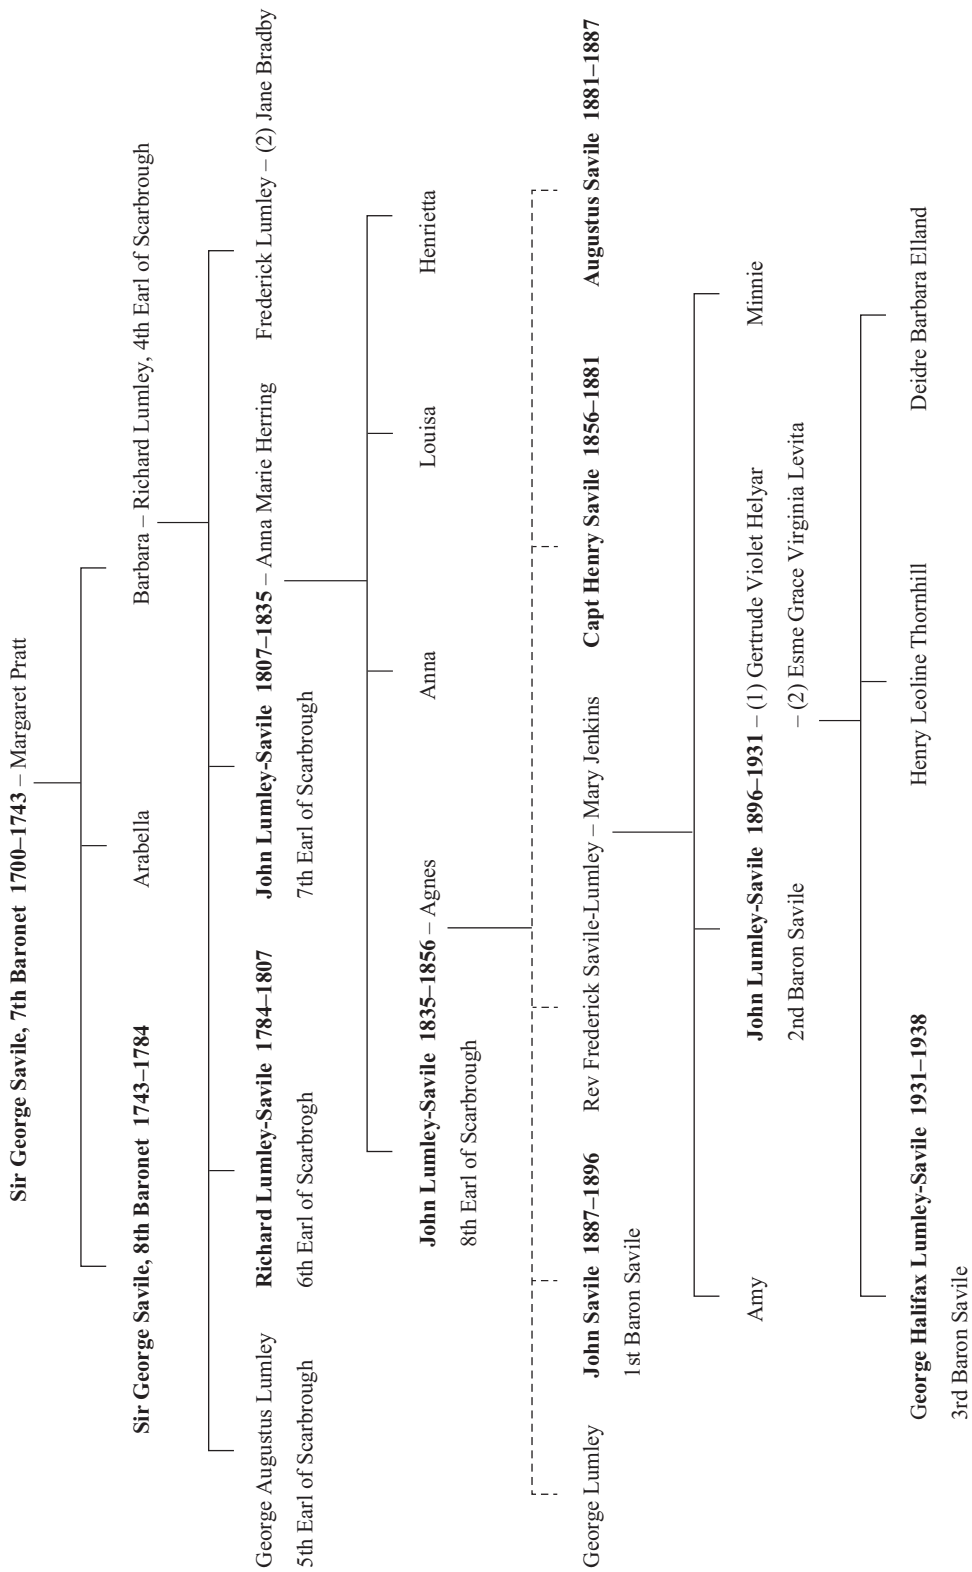 Sir George Savile, 7th Baronet 1700–1743 – Margaret Pratt
Sir George Savile, 8th Baronet 1743–1784
Arabella
Barbara – Richard Lumley, 4th Earl of Scarbrough
George Augustus Lumley
5th Earl of Scarbrough
Richard Lumley-Savile 1784–1807
6th Earl of Scarbrogh
John Lumley-Savile 1807–1835 – Anna Marie Herring
7th Earl of Scarbrough
Frederick Lumley – (2) Jane Bradby
John Lumley-Savile 1835–1856 – Agnes
8th Earl of Scarbrough
Anna
Louisa
Henrietta
George Lumley
John Savile 1887–1896
1st Baron Savile
Rev Frederick Savile-Lumley – Mary Jenkins
Capt Henry Savile 1856–1881
Augustus Savile 1881–1887
Amy
John Lumley-Savile 1896–1931 – (1) Gertrude Violet Helyar
2nd Baron Savile
– (2) Esme Grace Virginia Levita
Minnie
George Halifax Lumley-Savile 1931–1938
3rd Baron Savile
Henry Leoline Thornhill
Deidre Barbara Elland